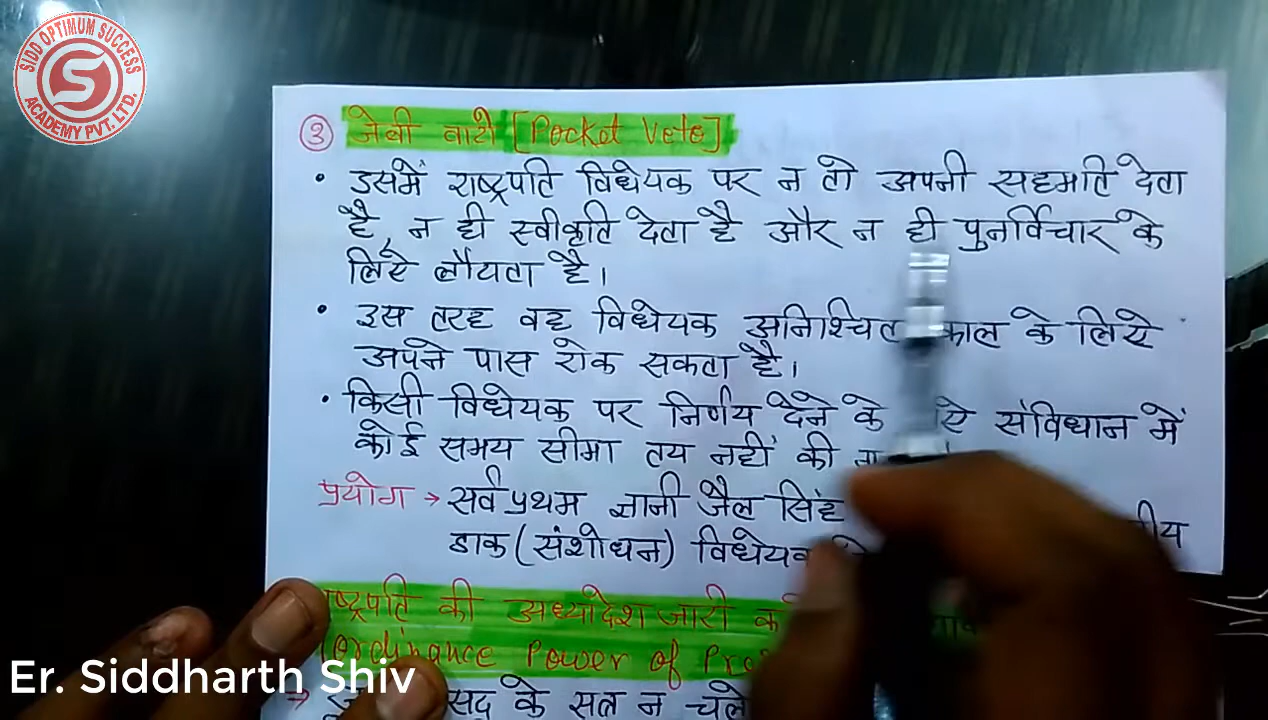 SIDD OPTIMUM SUCCESS
S
ACADEMY PVT. LTD.
③ जेबी वीटो [Pocket Veto]
• इसमें राष्ट्रपति विधेयक पर न तो अपनी सहमति देता
है, न ही स्वीकृति देता है और न ही पुनर्विचार के
लिये लौटाता है।
• इस तरह वह विधेयक अनिश्चित काल के लिये
अपने पास रोक सकता है।
• किसी विधेयक पर निर्णय देने के संविधान में
कोई समय सीमा तय नहीं की
प्रयोग → सर्वप्रथम ज्ञानी जैल सिंह
डाक (संशोधन) विधेयक
राष्ट्रपति की अध्यादेश जारी
(Ordinance Power of
के सत्र न चले
Er. Siddharth Shiv